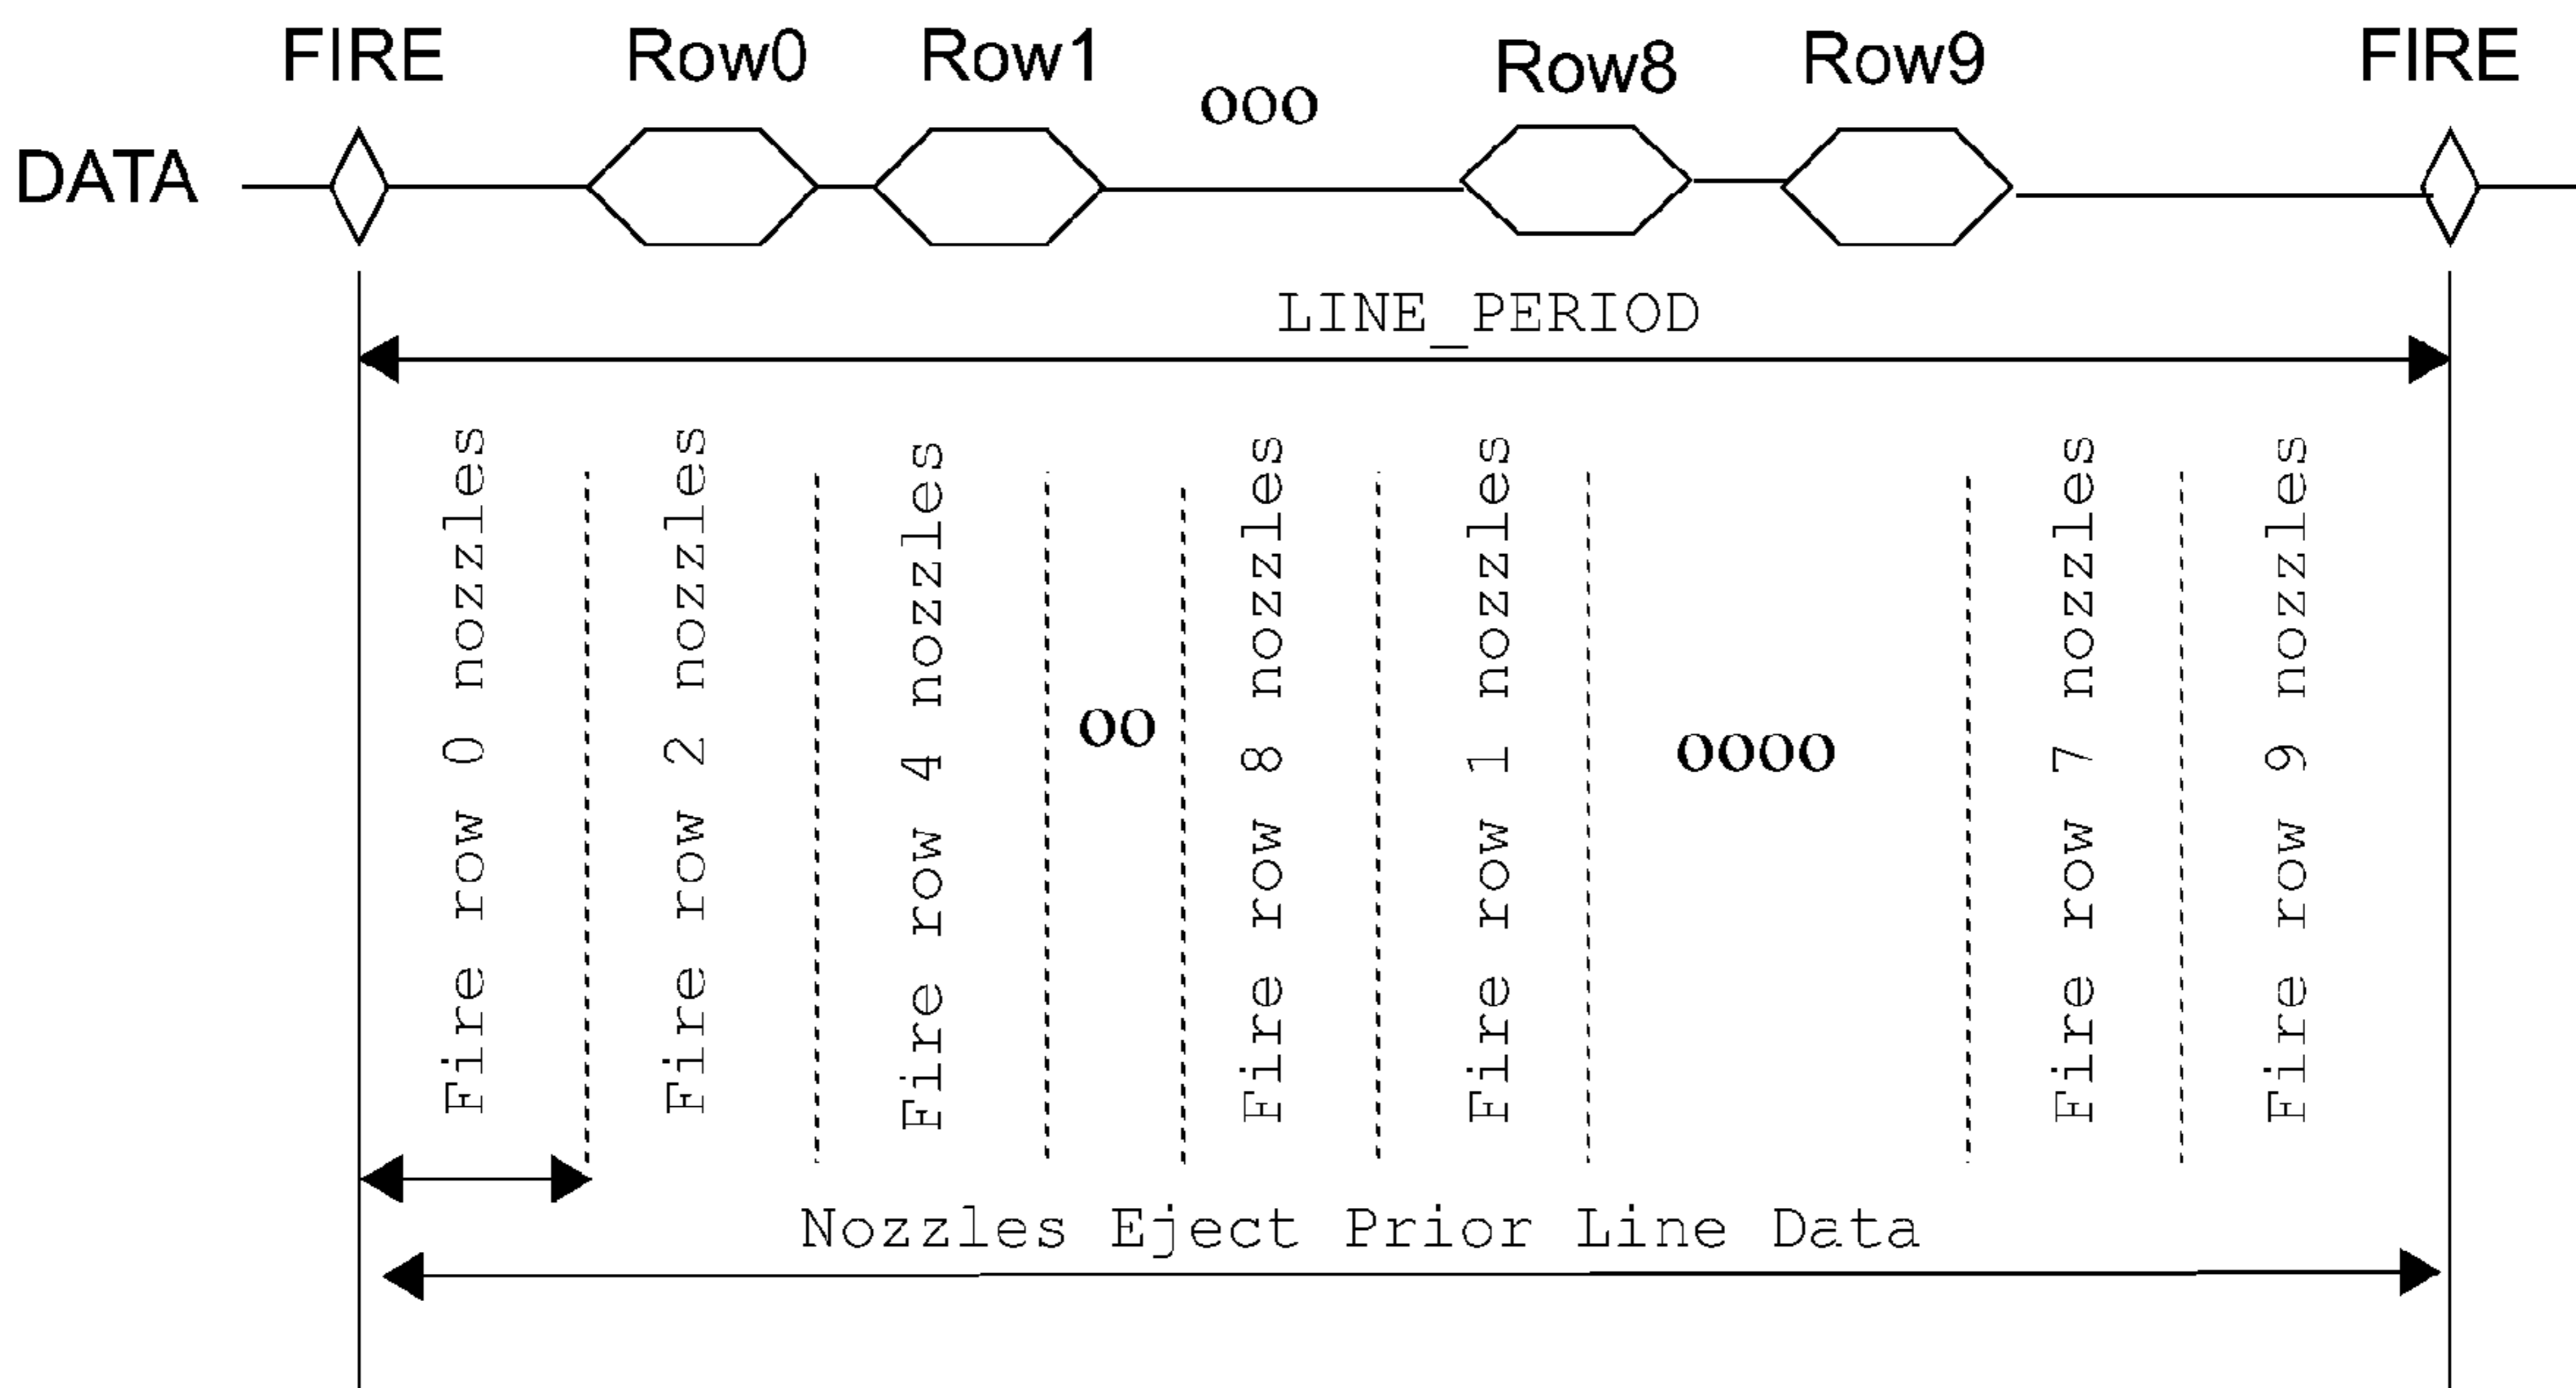 FIRE Row0 Row1 ooo Row8 Row9 FIRE
DATA
LINE_PERIOD
Fire row 0 nozzles
Fire row 2 nozzles
Fire row 4 nozzles
oo
Fire row 8 nozzles
Fire row 1 nozzles
oooo
Fire row 7 nozzles
Fire row 9 nozzles
Nozzles Eject Prior Line Data